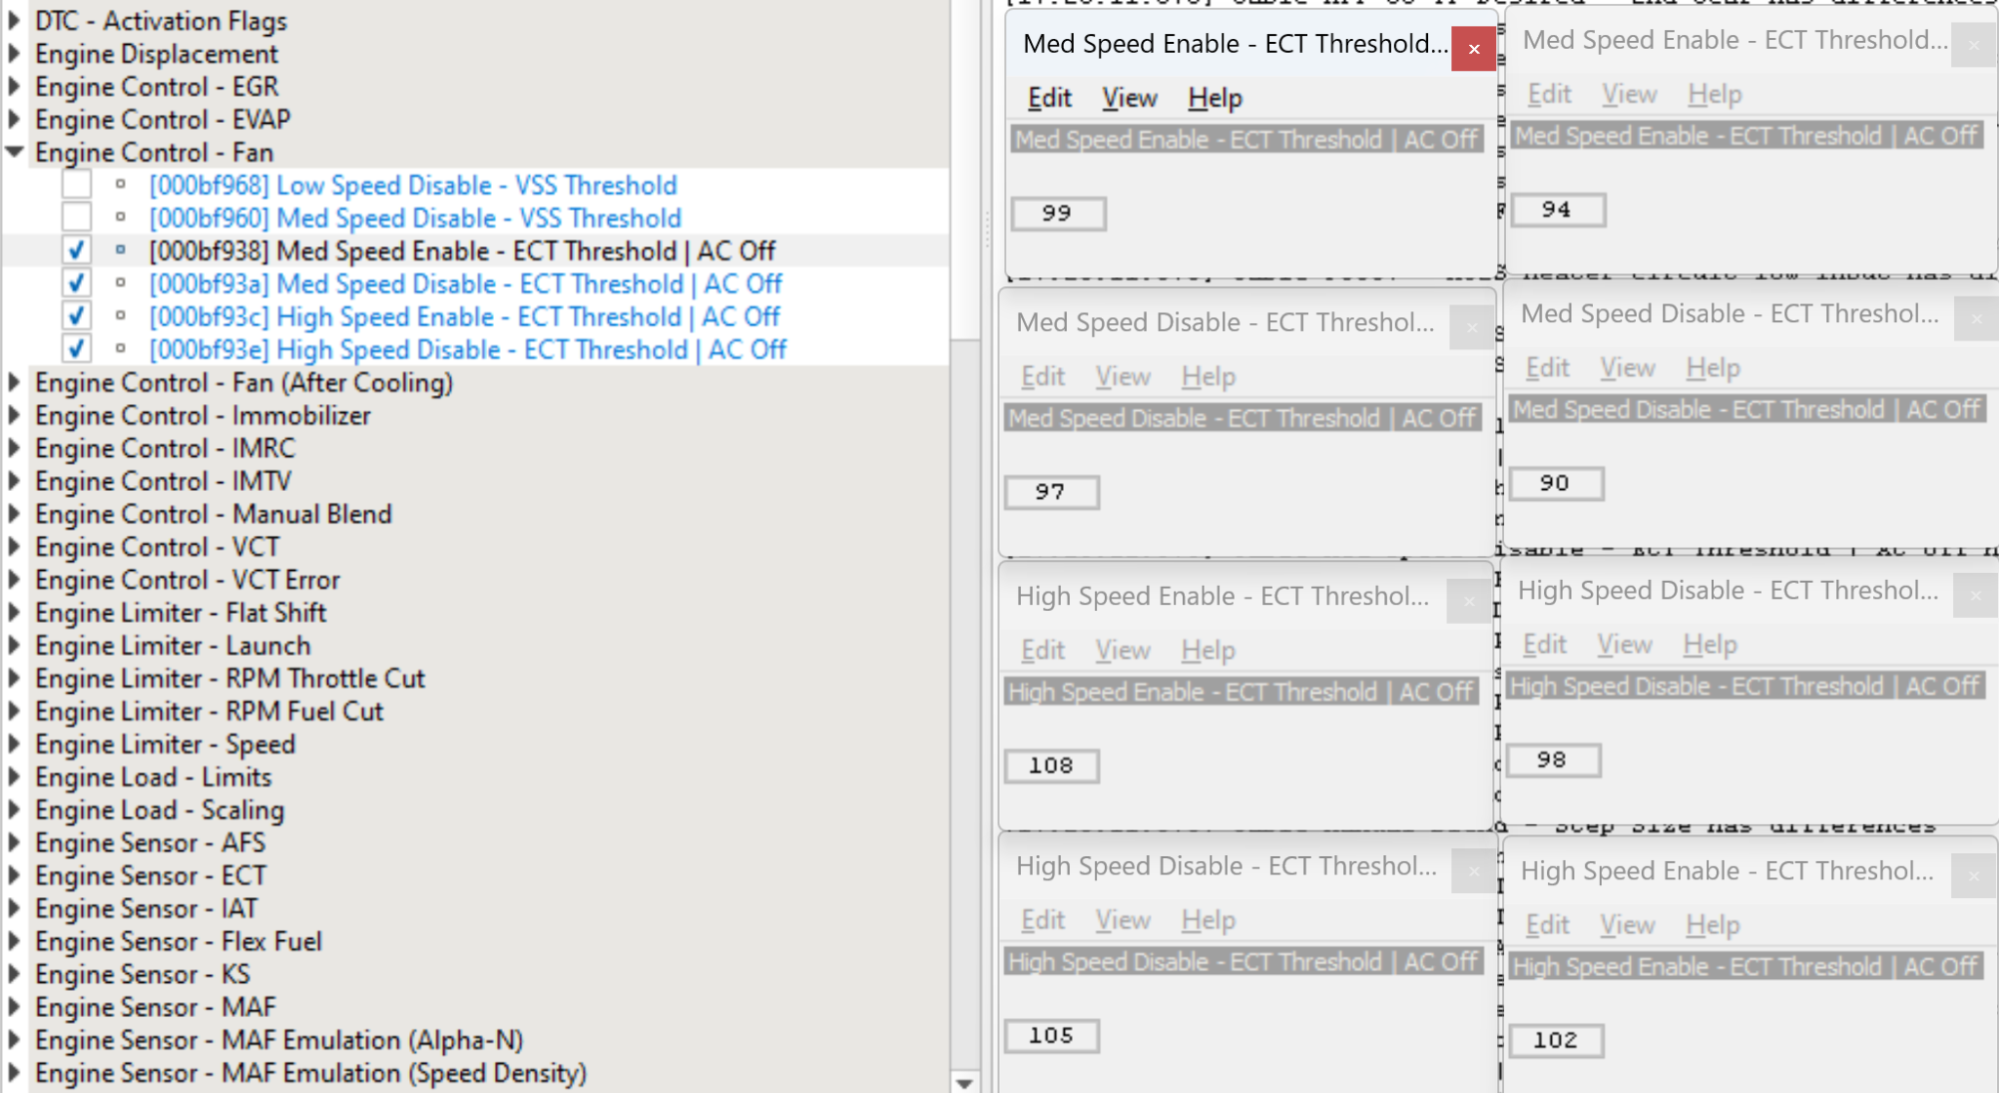 DTC - Activation Flags
Engine Displacement
Engine Control - EGR
Engine Control - EVAP
Engine Control - Fan
[000bf968] Low Speed Disable - VSS Threshold
[000bf960] Med Speed Disable - VSS Threshold
[000bf938] Med Speed Enable - ECT Threshold | AC Off
[000bf93a] Med Speed Disable - ECT Threshold | AC Off
[000bf93c] High Speed Enable - ECT Threshold | AC Off
[000bf93e] High Speed Disable - ECT Threshold | AC Off
Engine Control - Fan (After Cooling)
Engine Control - Immobilizer
Engine Control - IMRC
Engine Control - IMTV
Engine Control - Manual Blend
Engine Control - VCT
Engine Control - VCT Error
Engine Limiter - Flat Shift
Engine Limiter - Launch
Engine Limiter - RPM Throttle Cut
Engine Limiter - RPM Fuel Cut
Engine Limiter - Speed
Engine Load - Limits
Engine Load - Scaling
Engine Sensor - AFS
Engine Sensor - ECT
Engine Sensor - IAT
Engine Sensor - Flex Fuel
Engine Sensor - KS
Engine Sensor - MAF
Engine Sensor - MAF Emulation (Alpha-N)
Engine Sensor - MAF Emulation (Speed Density)
Med Speed Enable - ECT Threshold...
Edit View Help
Med Speed Enable - ECT Threshold | AC Off
99
Med Speed Enable - ECT Threshold...
Edit View Help
Med Speed Enable - ECT Threshold | AC Off
94
Med Speed Disable - ECT Threshol...
Edit View Help
Med Speed Disable - ECT Threshold | AC Off
97
Med Speed Disable - ECT Threshol...
Edit View Help
Med Speed Disable - ECT Threshold | AC Off
90
High Speed Enable - ECT Threshol...
Edit View Help
High Speed Enable - ECT Threshold | AC Off
108
High Speed Disable - ECT Threshol...
Edit View Help
High Speed Disable - ECT Threshold | AC Off
98
- Step Size has differences
High Speed Disable - ECT Threshol...
Edit View Help
High Speed Disable - ECT Threshold | AC Off
105
High Speed Enable - ECT Threshol...
Edit View Help
High Speed Enable - ECT Threshold | AC Off
102